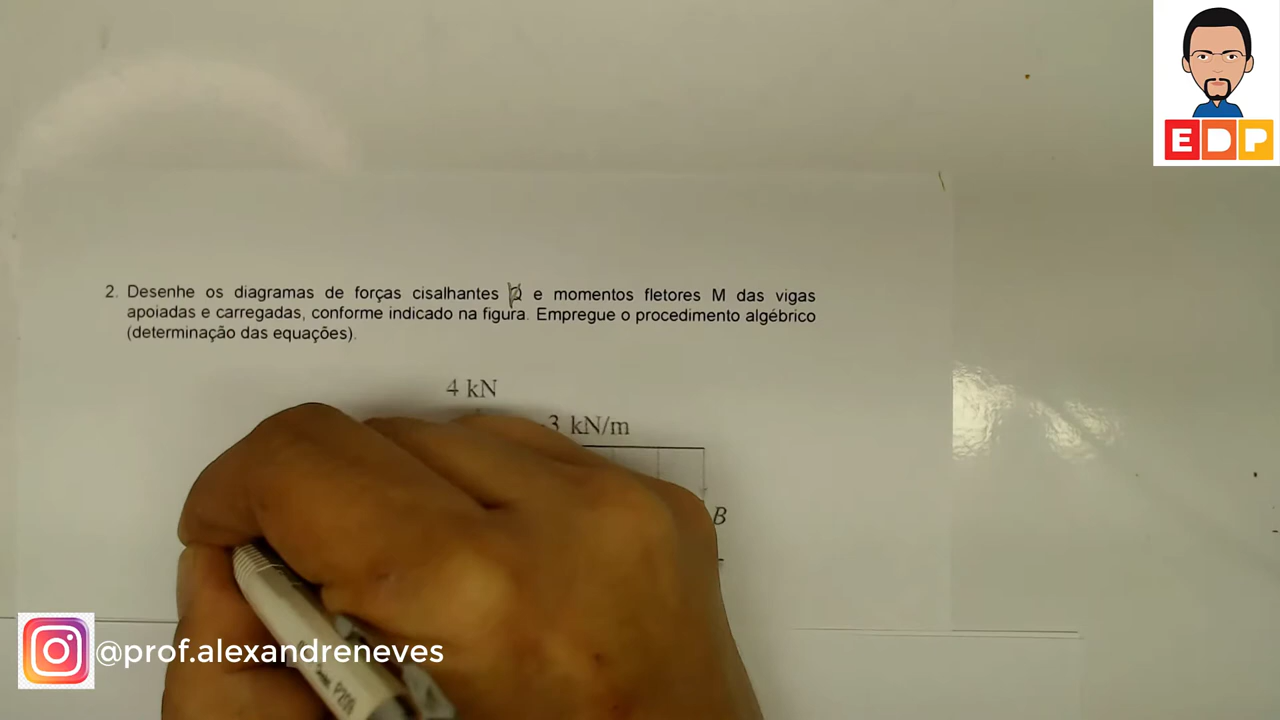 EDP
2. Desenhe os diagramas de forças cisalhantes e momentos fletores M das vigas
apoiadas e carregadas, conforme indicado na figura. Empregue o procedimento algébrico
(determinação das equações).
4 kN
3 kN/m
B
@prof.alexandreneves